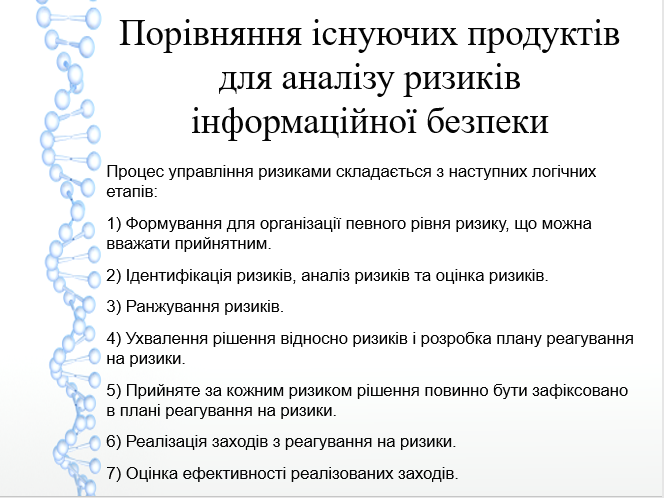 Порівняння існуючих продуктів
для аналізу ризиків
інформаційної безпеки
Процес управління ризиками складається з наступних логічних
етапів:
1) Формування для організації певного рівня ризику, що можна
вважати прийнятним.
2) Ідентифікація ризиків, аналіз ризиків та оцінка ризиків.
3) Ранжування ризиків.
4) Ухвалення рішення відносно ризиків і розробка плану реагування
на ризики.
5) Прийняте за кожним ризиком рішення повинно бути зафіксовано
в плані реагування на ризики.
6) Реалізація заходів з реагування на ризики.
7) Оцінка ефективності реалізованих заходів.